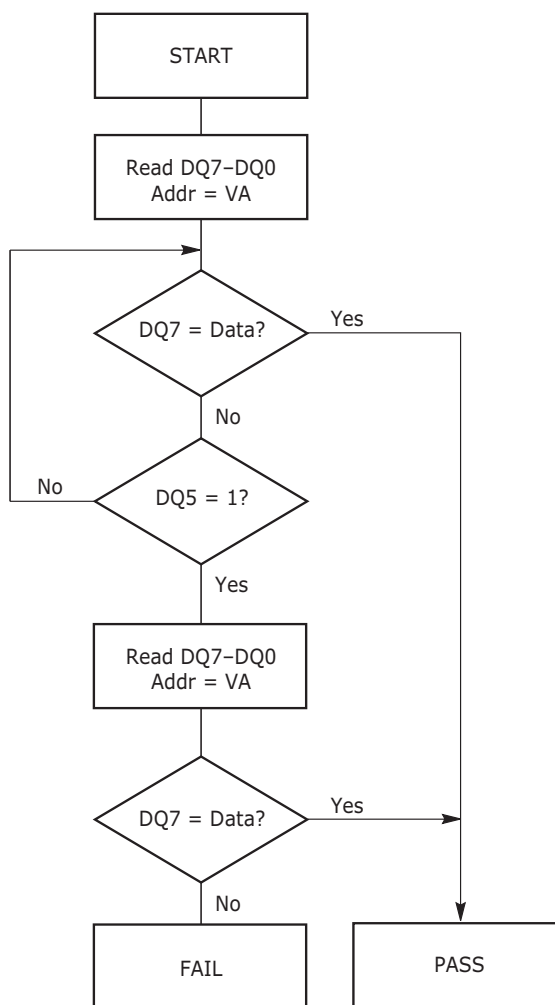 START
Read DQ7–DQ0
Addr = VA
DQ7 = Data?
Yes
No
No
DQ5 = 1?
Yes
Read DQ7–DQ0
Addr = VA
DQ7 = Data?
Yes
No
FAIL
PASS